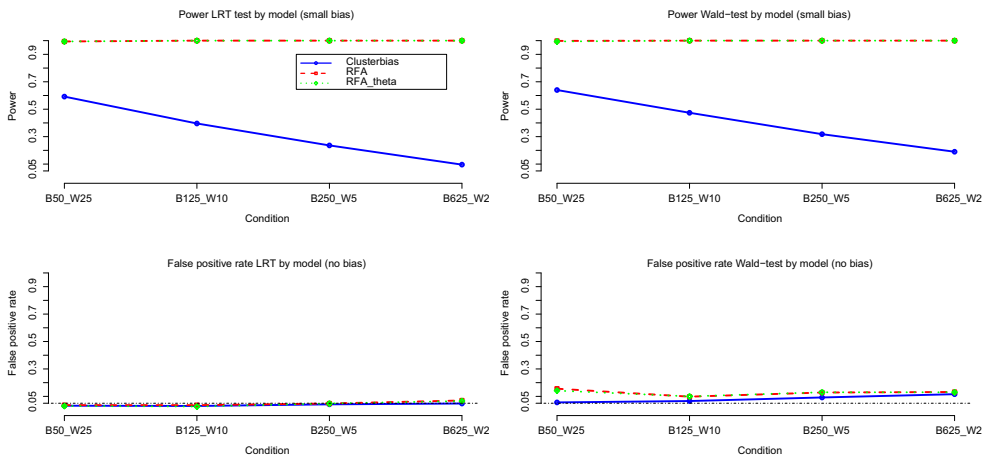 Power LRT test by model (small bias)
Power
0.05 0.3 0.5 0.7 0.9
Clusterbias
RFA
RFA_theta
B50_W25 B125_W10 B250_W5 B625_W2
Condition
Power Wald−test by model (small bias)
Power
0.05 0.3 0.5 0.7 0.9
B50_W25 B125_W10 B250_W5 B625_W2
Condition
False positive rate LRT by model (no bias)
False positive rate
0.05 0.3 0.5 0.7 0.9
B50_W25 B125_W10 B250_W5 B625_W2
Condition
False positive rate Wald−test by model (no bias)
False positive rate
0.05 0.3 0.5 0.7 0.9
B50_W25 B125_W10 B250_W5 B625_W2
Condition